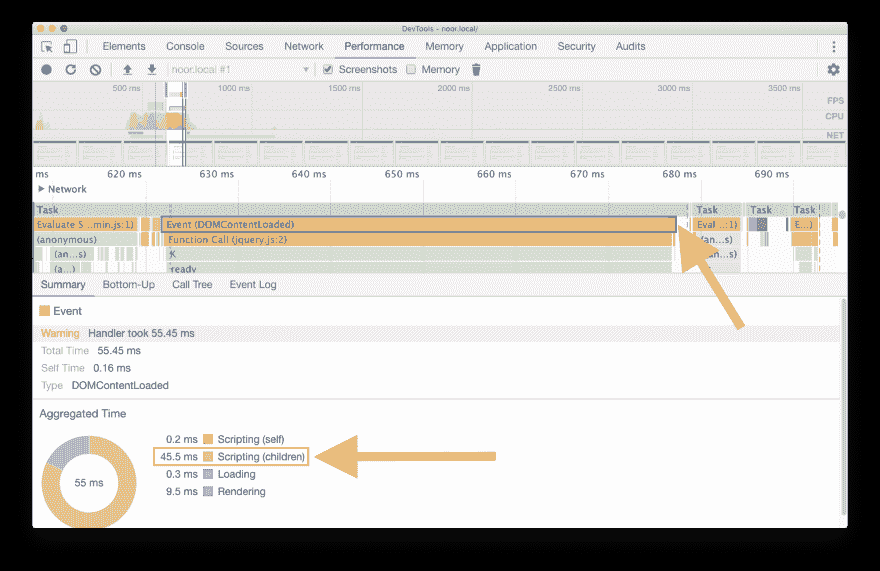 DevTools - noor.local/
Elements Console Sources Network Performance Memory Application Security Audits
noor.local #1 Screenshots Memory
500 ms 1000 ms 1500 ms 2000 ms 2500 ms 3000 ms 3500 ms
FPS
CPU
NET
ms 620 ms 630 ms 640 ms 650 ms 660 ms 670 ms 680 ms 690 ms
Network
Task Task Task Task
Evaluate S...min.js:1) Event (DOMContentLoaded) Eval ...:1) E...)
(anonymous) Function Call (jquery.js:2) (an...s)
(an...s) K (an...s)
(a...) ready
Summary Bottom-Up Call Tree Event Log
Event
Warning Handler took 55.45 ms
Total Time 55.45 ms
Self Time 0.16 ms
Type DOMContentLoaded
Aggregated Time
0.2 ms Scripting (self)
45.5 ms Scripting (children)
55 ms
0.3 ms Loading
9.5 ms Rendering